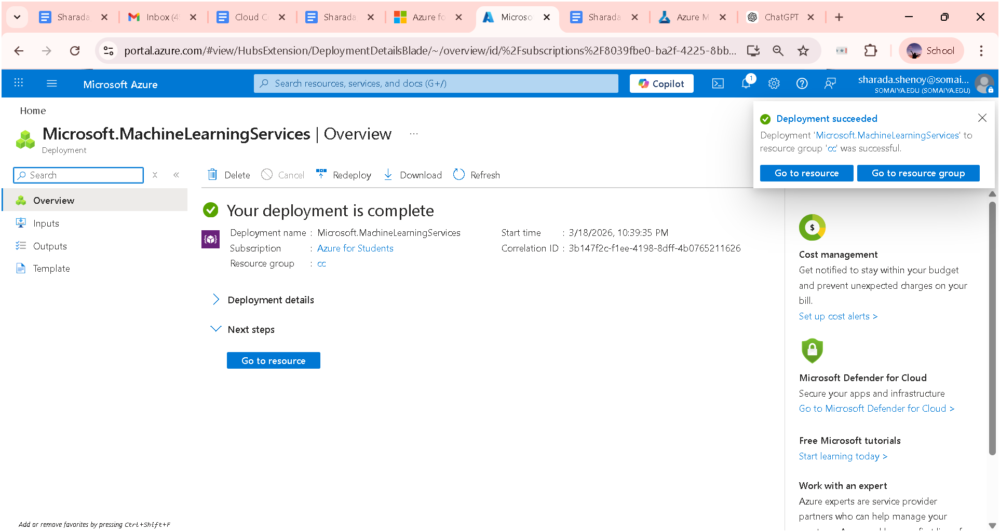 Sharada
Inbox (4
Cloud C
Sharada
Azure fo
Microso
Sharada
Azure M
ChatGPT
portal.azure.com/#view/HubsExtension/DeploymentDetailsBlade/~/overview/id/%2Fsubscriptions%2F8039fbe0-ba2f-4225-8bb...
School
Microsoft Azure
Search resources, services, and docs (G+/)
Copilot
1
sharada.shenoy@somai...
SOMAIYA.EDU (SOMAIYA.EDU)
Home
Microsoft.MachineLearningServices | Overview ...
Deployment
Deployment succeeded
Deployment 'Microsoft.MachineLearningServices' to
resource group 'cc' was successful.
Go to resource
Go to resource group
Search
Delete
Cancel
Redeploy
Download
Refresh
Overview
Inputs
Outputs
Template
Your deployment is complete
Deployment name : Microsoft.MachineLearningServices
Subscription : Azure for Students
Resource group : cc
Start time : 3/18/2026, 10:39:35 PM
Correlation ID : 3b147f2c-f1ee-4198-8dff-4b0765211626
Deployment details
Next steps
Go to resource
$
Cost management
Get notified to stay within your budget
and prevent unexpected charges on your
bill.
Set up cost alerts >
Microsoft Defender for Cloud
Secure your apps and infrastructure
Go to Microsoft Defender for Cloud >
Free Microsoft tutorials
Start learning today >
Work with an expert
Azure experts are service provider
partners who can help manage your
Add or remove favorites by pressing Ctrl+Shift+F